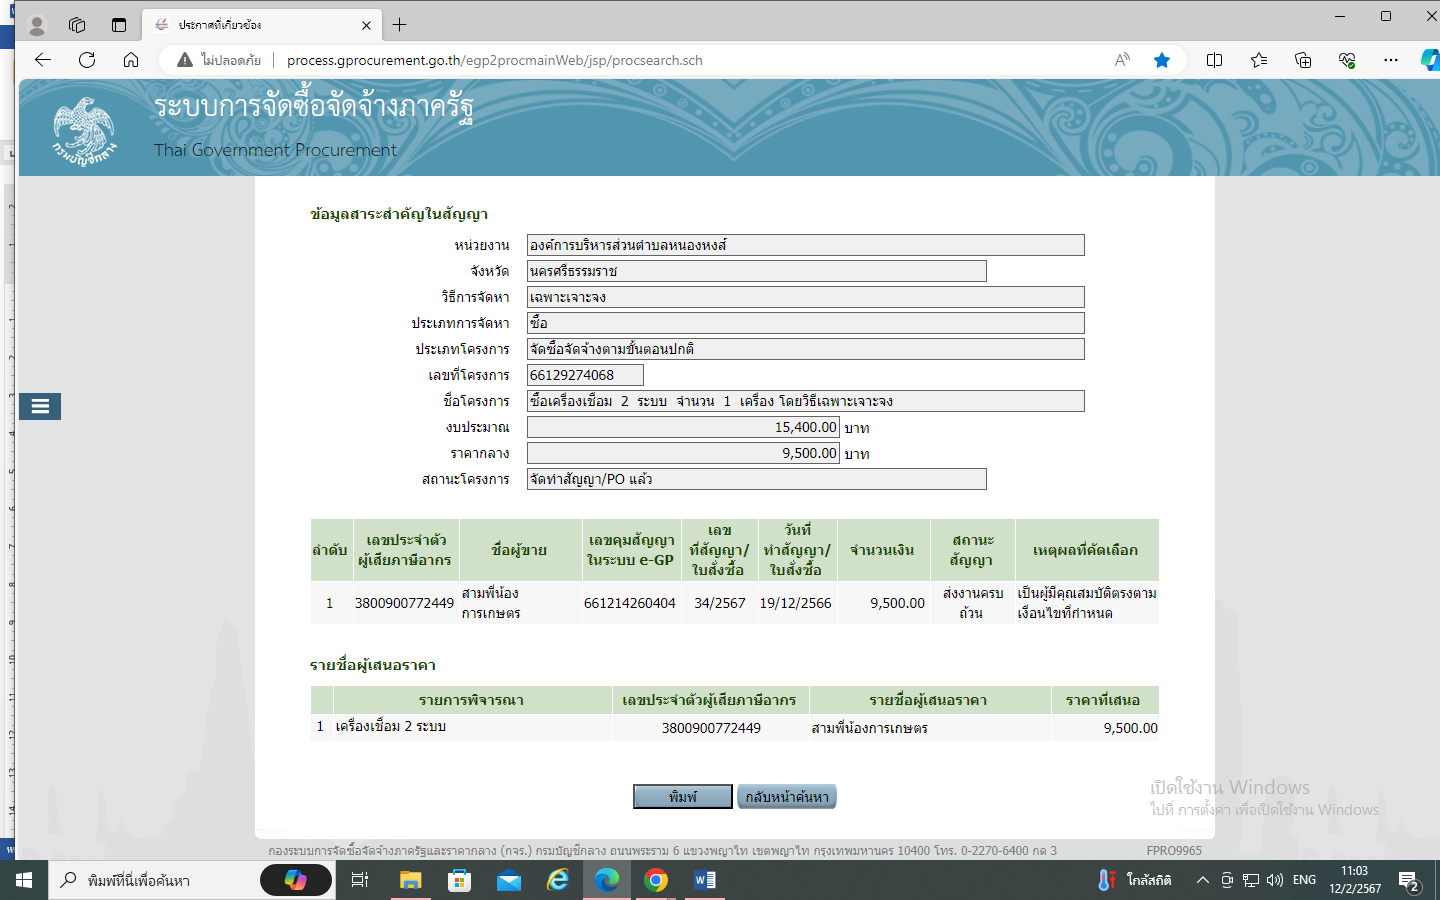 ประกาศที่เกี่ยวข้อง
ไม่ปลอดภัย process.gprocurement.go.th/egp2procmainWeb/jsp/procsearch.sch
ระบบการจัดซื้อจัดจ้างภาครัฐ
Thai Government Procurement
กรมบัญชีกลาง
ข้อมูลสาระสำคัญในสัญญา
หน่วยงาน องค์การบริหารส่วนตำบลหนองหงส์
จังหวัด นครศรีธรรมราช
วิธีการจัดหา เฉพาะเจาะจง
ประเภทการจัดหา ซื้อ
ประเภทโครงการ จัดซื้อจัดจ้างตามขั้นตอนปกติ
เลขที่โครงการ 66129274068
ชื่อโครงการ ซื้อเครื่องเชื่อม 2 ระบบ จำนวน 1 เครื่อง โดยวิธีเฉพาะเจาะจง
งบประมาณ 15,400.00 บาท
ราคากลาง 9,500.00 บาท
สถานะโครงการ จัดทำสัญญา/PO แล้ว
ลำดับ เลขประจำตัวผู้เสียภาษีอากร ชื่อผู้ขาย เลขคุมสัญญาในระบบ e-GP เลขที่สัญญา/ใบสั่งซื้อ วันที่ทำสัญญา/ใบสั่งซื้อ จำนวนเงิน สถานะสัญญา เหตุผลที่คัดเลือก
1 3800900772449 สามพี่น้องการเกษตร 661214260404 34/2567 19/12/2566 9,500.00 ส่งงานครบถ้วน เป็นผู้มีคุณสมบัติตรงตามเงื่อนไขที่กำหนด
รายชื่อผู้เสนอราคา
รายการพิจารณา เลขประจำตัวผู้เสียภาษีอากร รายชื่อผู้เสนอราคา ราคาที่เสนอ
1 เครื่องเชื่อม 2 ระบบ 3800900772449 สามพี่น้องการเกษตร 9,500.00
พิมพ์ กลับหน้าค้นหา
เปิดใช้งาน Windows
ไปที่ การตั้งค่า เพื่อเปิดใช้งาน Windows
กองระบบการจัดซื้อจัดจ้างภาครัฐและราคากลาง (กจร.) กรมบัญชีกลาง ถนนพระราม 6 แขวงพญาไท เขตพญาไท กรุงเทพมหานคร 10400 โทร. 0-2270-6400 กด 3 FPRO9965
พิมพ์ที่นี่เพื่อค้นหา
ใกล้สถิติ
ENG
11:03
12/2/2567
2